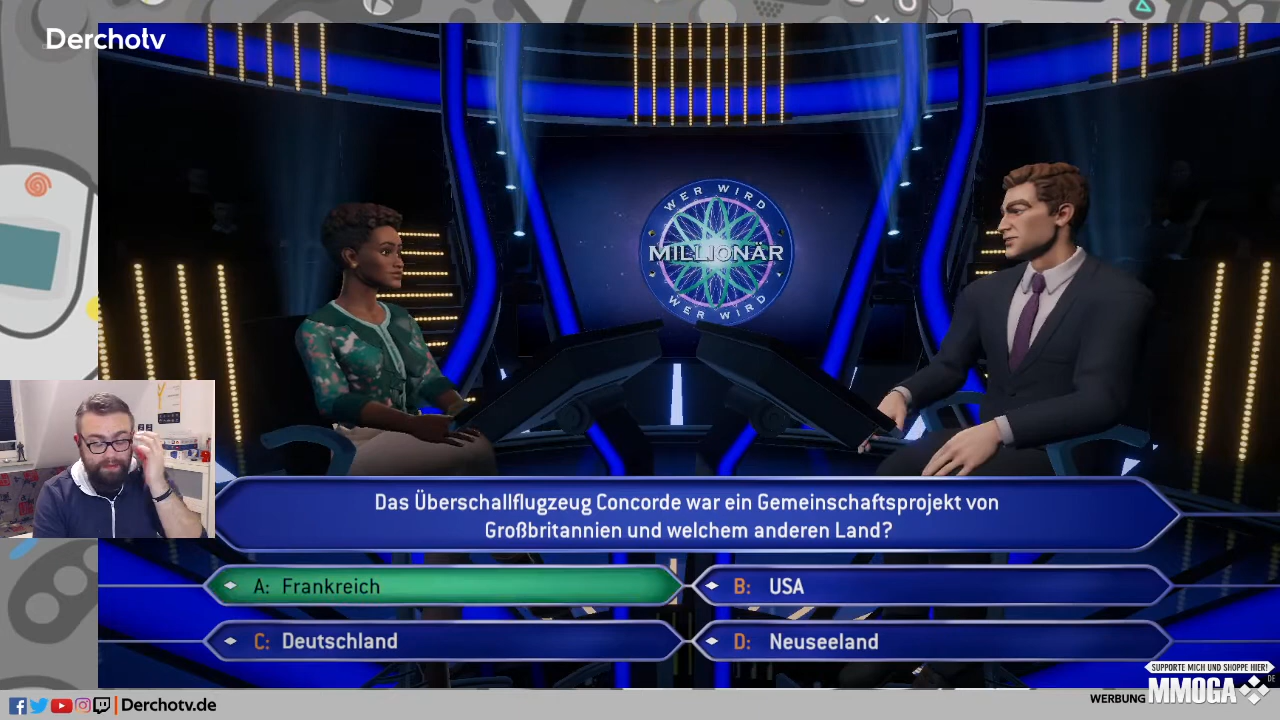 Derchotv
WER WIRD
MILLIONÄR
WER WIRD
Das Überschallflugzeug Concorde war ein Gemeinschaftsprojekt von
Großbritannien und welchem anderen Land?
A: Frankreich
B: USA
C: Deutschland
D: Neuseeland
SUPPORTE MICH UND SHOPPE HIER!
Derchotv.de
WERBUNG
MMOGA
DE